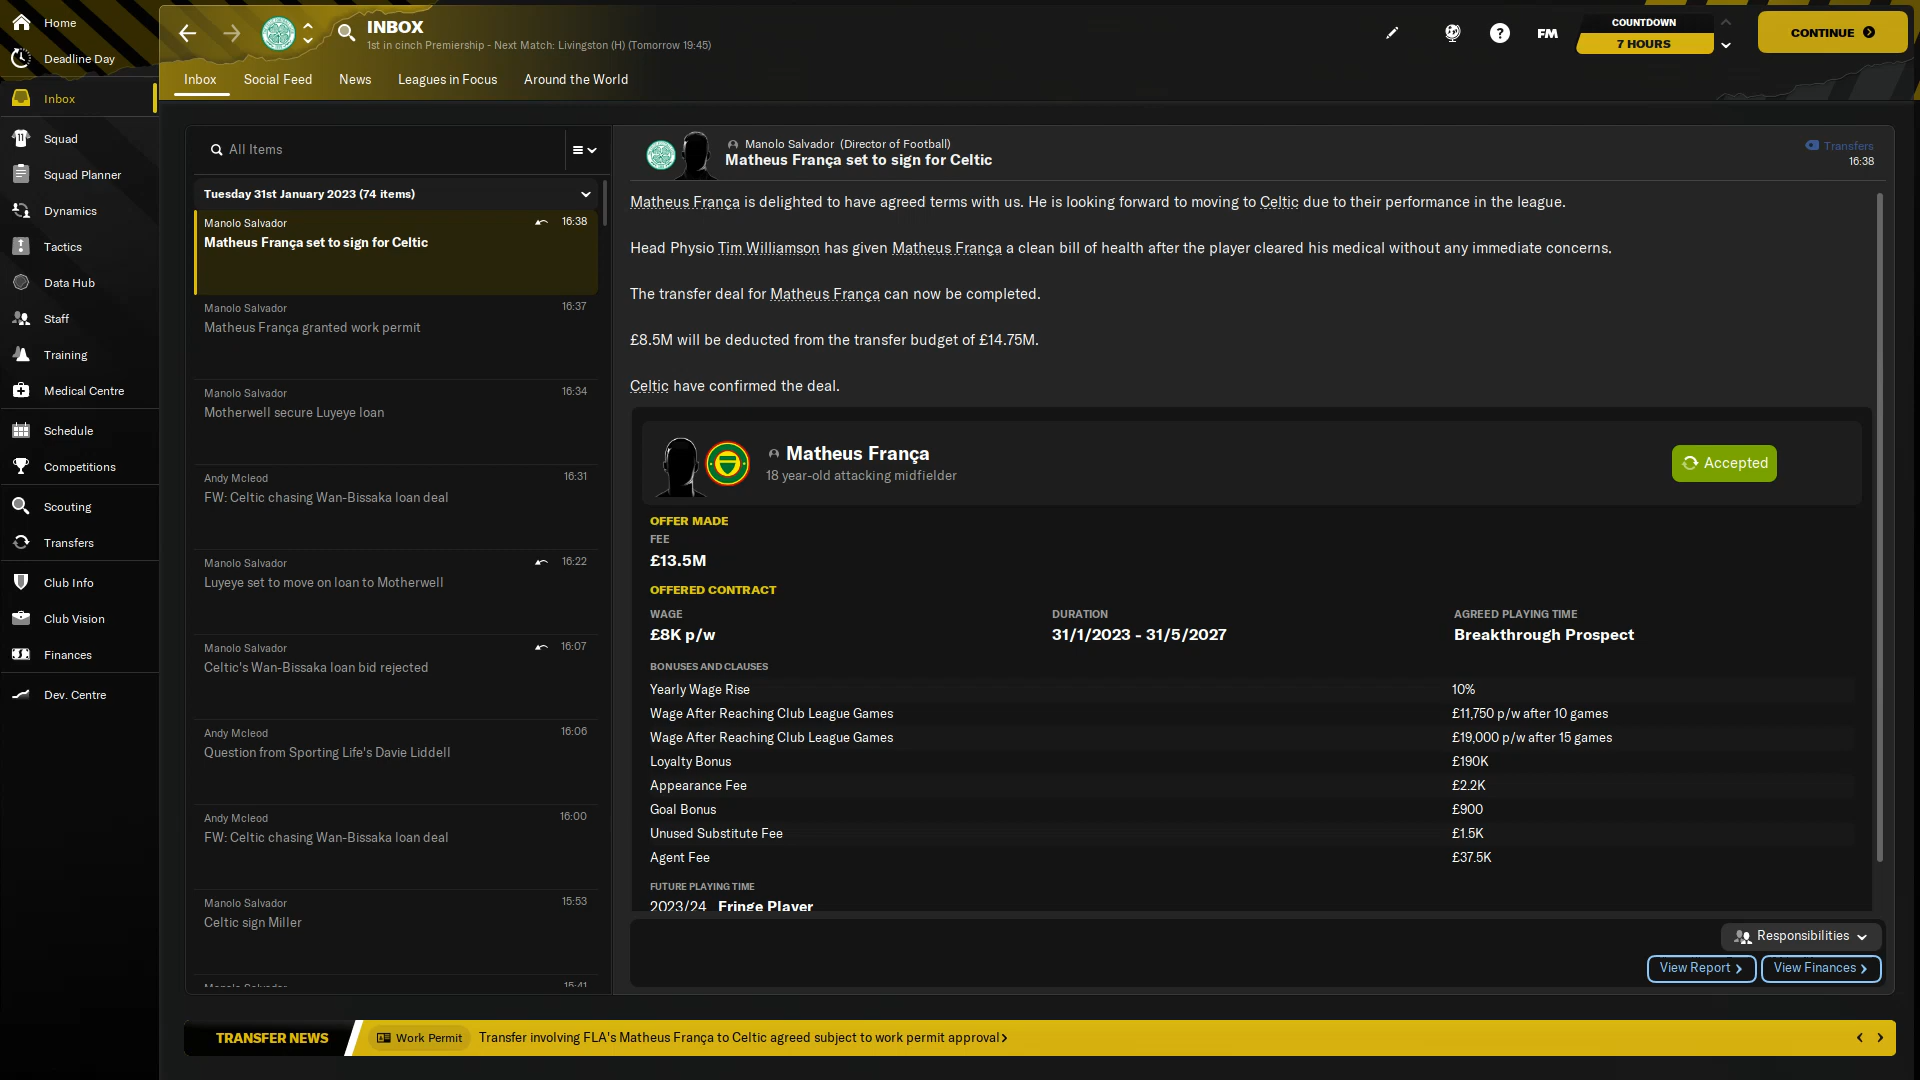 Home
Deadline Day
Inbox
Squad
Squad Planner
Dynamics
Tactics
Data Hub
Staff
Training
Medical Centre
Schedule
Competitions
Scouting
Transfers
Club Info
Club Vision
Finances
Dev. Centre
INBOX
1st in cinch Premiership - Next Match: Livingston (H) (Tomorrow 19:45)
FM
COUNTDOWN
7 HOURS
CONTINUE
Inbox Social Feed News Leagues in Focus Around the World
All Items
Tuesday 31st January 2023 (74 items)
Manolo Salvador 16:38
Matheus França set to sign for Celtic
Manolo Salvador 16:37
Matheus França granted work permit
Manolo Salvador 16:34
Motherwell secure Luyeye loan
Andy Mcleod 16:31
FW: Celtic chasing Wan-Bissaka loan deal
Manolo Salvador 16:22
Luyeye set to move on loan to Motherwell
Manolo Salvador 16:07
Celtic's Wan-Bissaka loan bid rejected
Andy Mcleod 16:06
Question from Sporting Life's Davie Liddell
Andy Mcleod 16:00
FW: Celtic chasing Wan-Bissaka loan deal
Manolo Salvador 15:53
Celtic sign Miller
Manolo Salvador 15:41
Manolo Salvador (Director of Football)
Matheus França set to sign for Celtic
Transfers
16:38
Matheus França is delighted to have agreed terms with us. He is looking forward to moving to Celtic due to their performance in the league.
Head Physio Tim Williamson has given Matheus França a clean bill of health after the player cleared his medical without any immediate concerns.
The transfer deal for Matheus França can now be completed.
£8.5M will be deducted from the transfer budget of £14.75M.
Celtic have confirmed the deal.
Matheus França
18 year-old attacking midfielder
Accepted
OFFER MADE
FEE
£13.5M
OFFERED CONTRACT
WAGE DURATION AGREED PLAYING TIME
£8K p/w 31/1/2023 - 31/5/2027 Breakthrough Prospect
BONUSES AND CLAUSES
Yearly Wage Rise 10%
Wage After Reaching Club League Games £11,750 p/w after 10 games
Wage After Reaching Club League Games £19,000 p/w after 15 games
Loyalty Bonus £190K
Appearance Fee £2.2K
Goal Bonus £900
Unused Substitute Fee £1.5K
Agent Fee £37.5K
FUTURE PLAYING TIME
2023/24 Fringe Player
Responsibilities
View Report View Finances
TRANSFER NEWS Work Permit Transfer involving FLA's Matheus França to Celtic agreed subject to work permit approval